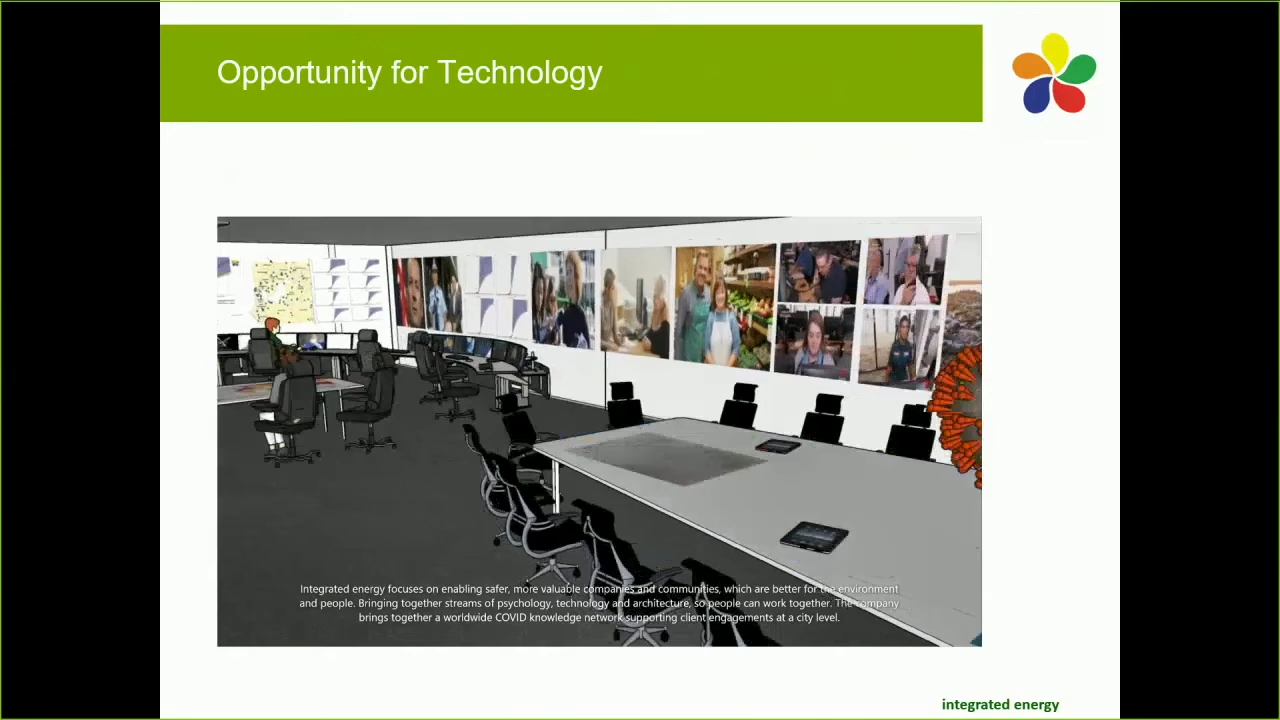 Opportunity for Technology
Integrated energy focuses on enabling safer, more valuable companies and communities, which are better for the environment
and people. Bringing together streams of psychology, technology and architecture, so people can work together. The company
brings together a worldwide COVID knowledge network supporting client engagements at a city level.
integrated energy